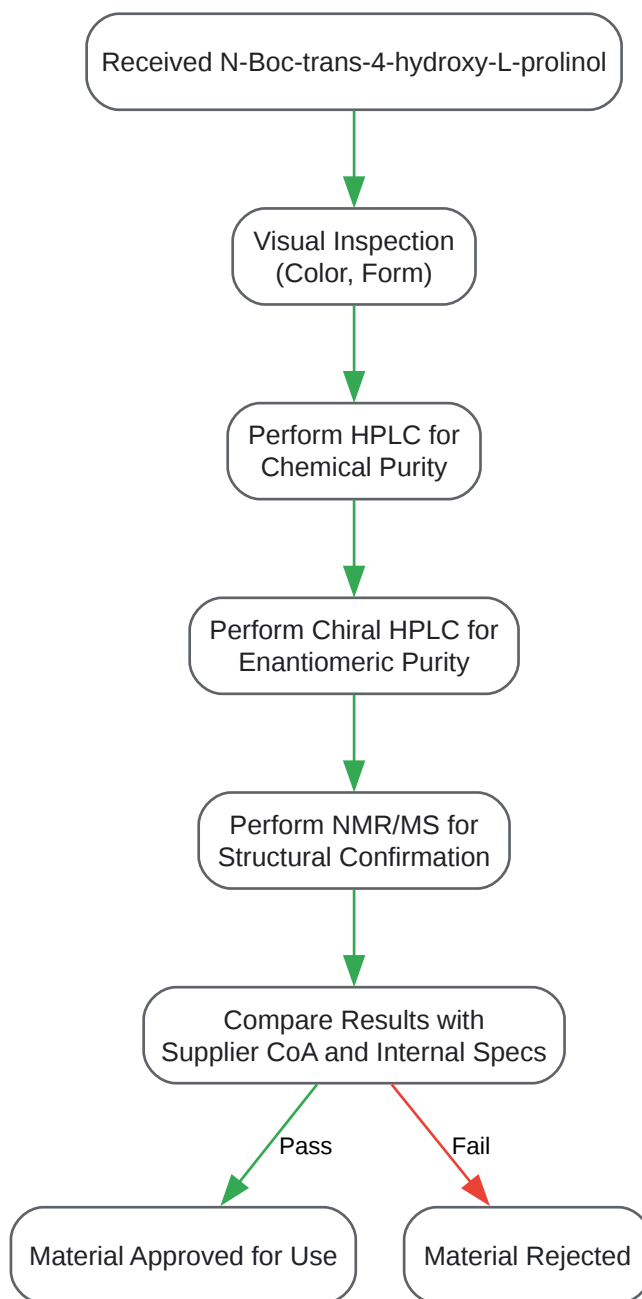 Received N-Boc-trans-4-hydroxy-L-prolinol
Visual Inspection
(Color, Form)
Perform HPLC for
Chemical Purity
Perform Chiral HPLC for
Enantiomeric Purity
Perform NMR/MS for
Structural Confirmation
Compare Results with
Supplier CoA and Internal Specs
Pass
Fail
Material Approved for Use
Material Rejected